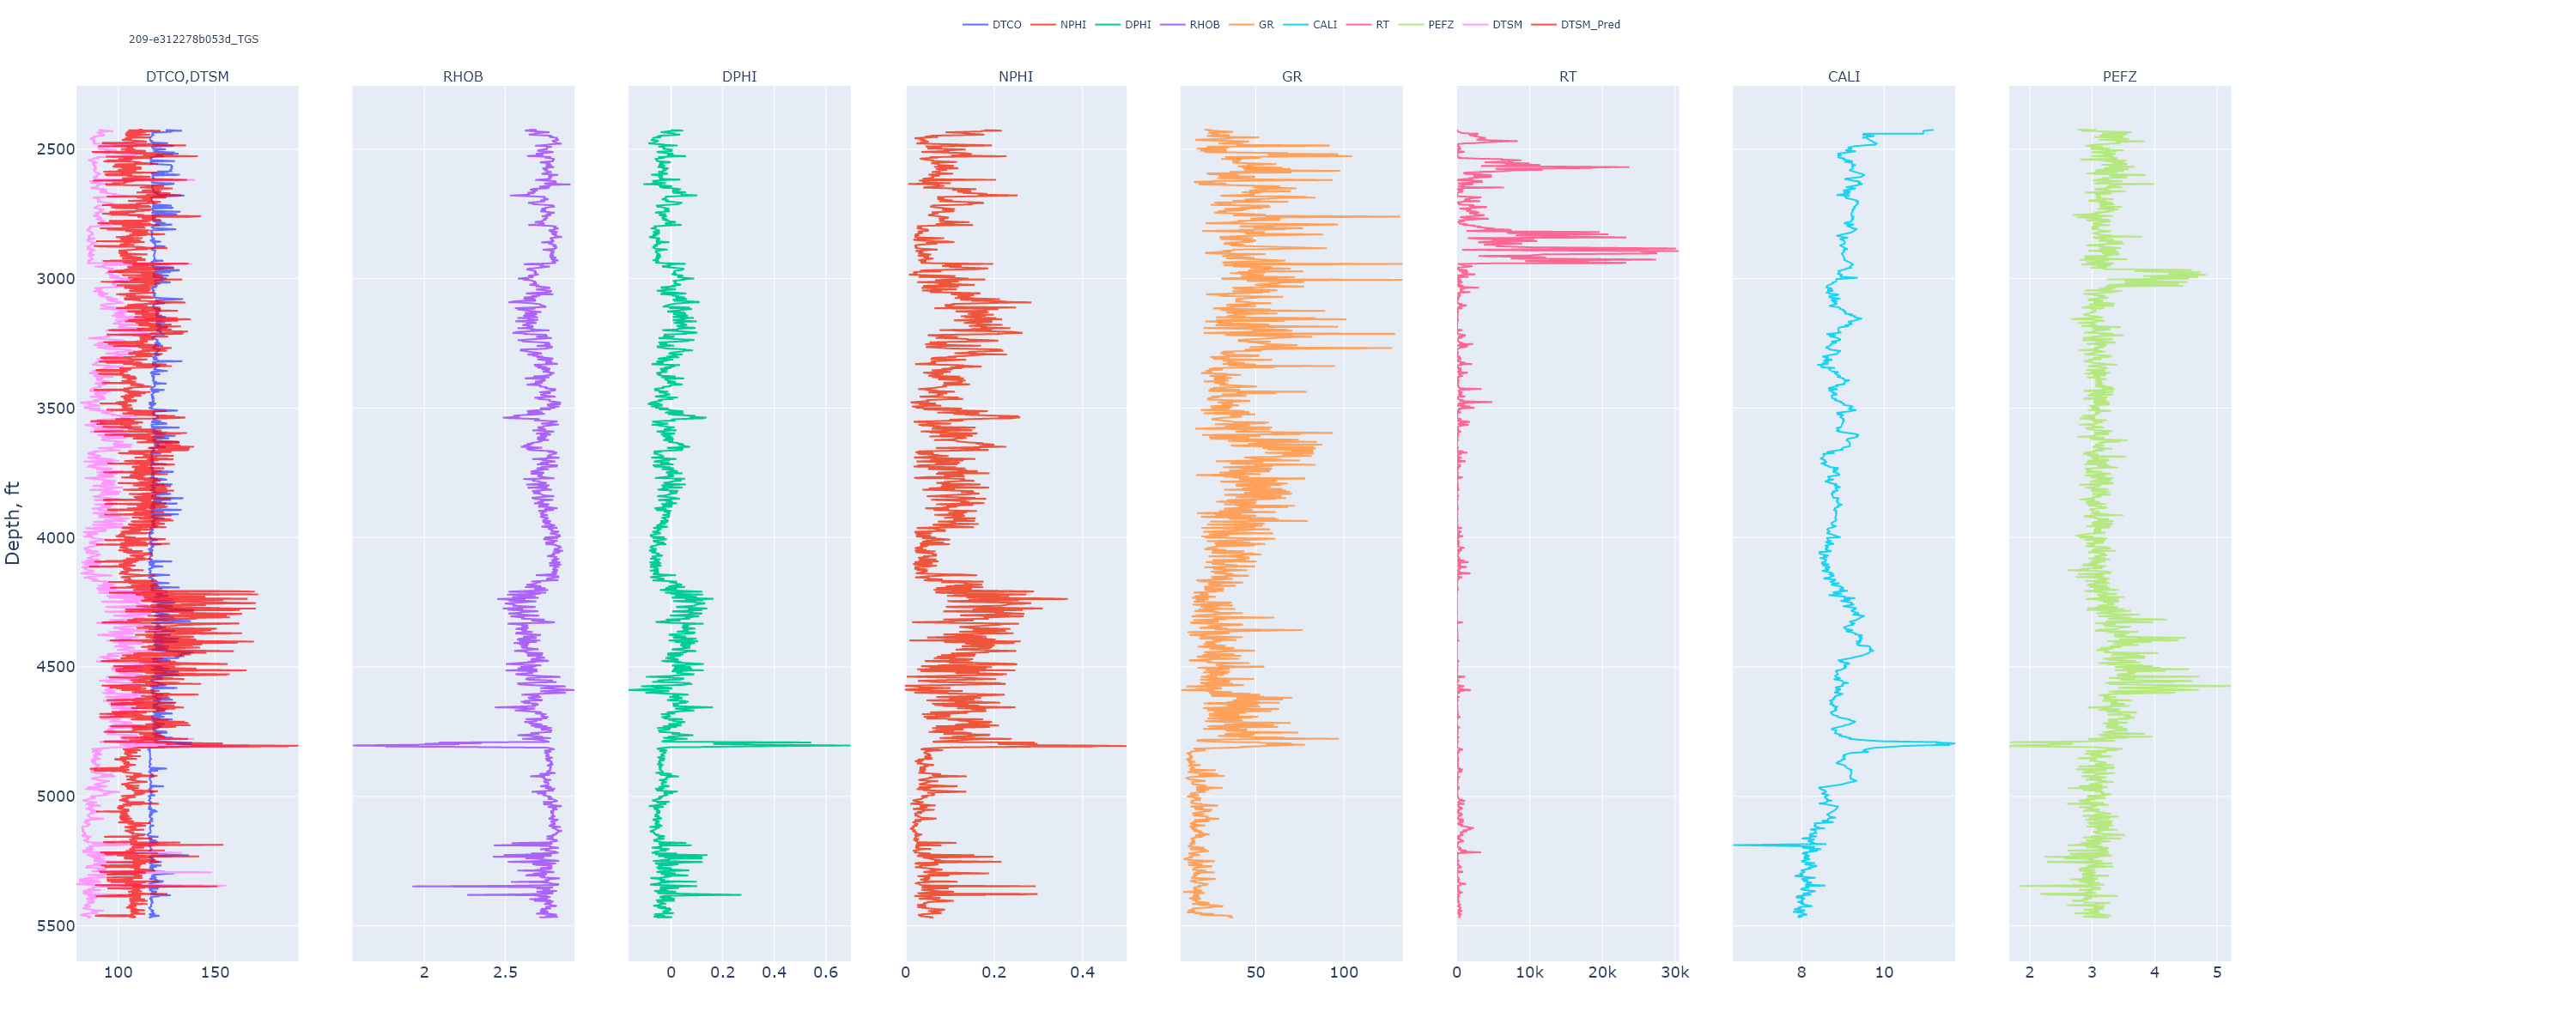 DTCO NPHI DPHI RHOB GR CALI RT PEFZ DTSM DTSM_Pred
209-e312278b053d_TGS
DTCO,DTSM RHOB DPHI NPHI GR RT CALI PEFZ
Depth, ft
2500
3000
3500
4000
4500
5000
5500
100 150 2 2.5 0 0.2 0.4 0.6 0 0.2 0.4 50 100 0 10k 20k 30k 8 10 2 3 4 5